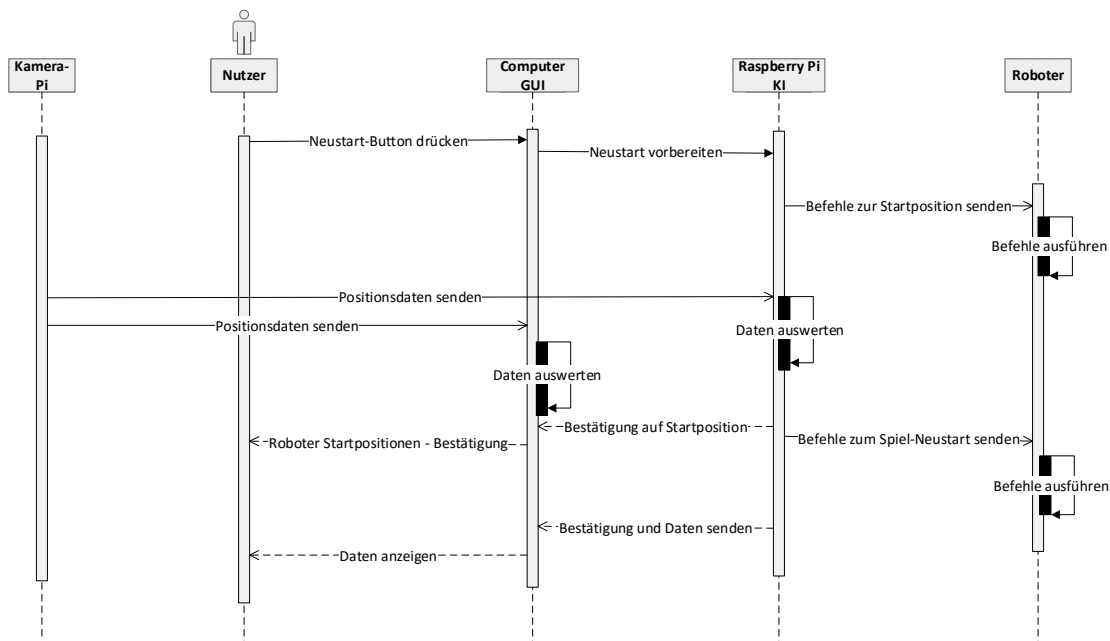 Kamera-
Pi
Nutzer
Computer
GUI
Raspberry Pi
KI
Roboter
Neustart-Button drücken
Neustart vorbereiten
Befehle zur Startposition senden
Befehle ausführen
Positionsdaten senden
Positionsdaten senden
Daten auswerten
Daten auswerten
Bestätigung auf Startposition
Roboter Startpositionen - Bestätigung
Befehle zum Spiel-Neustart senden
Befehle ausführen
Bestätigung und Daten senden
Daten anzeigen